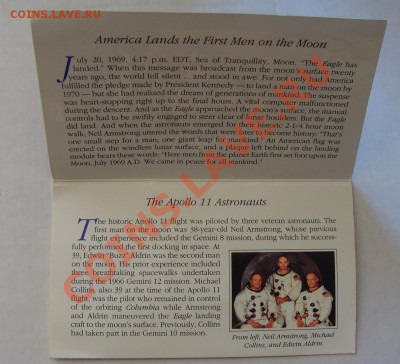 COINS.LAVE.RU
America Lands the First Men on the Moon
July 20, 1969, 4:17 p.m. EDT, Sea of Tranquility, Moon. "The Eagle has
landed." When this message was broadcast from the moon's surface twenty
years ago, the world fell silent ... and stood in awe. For not only had America
fulfilled the pledge made by President Kennedy — to land a man on the moon by
1970 — but she had realized the dream of generations of mankind. The suspense
was heart-stopping right up to the final hours. A vital computer malfunctioned
during the descent. And as the Eagle approached the moon's surface, the manual
controls had to be swiftly engaged to steer clear of major boulders. But the Eagle
did land. And when the astronauts emerged for their historic 2-1/4 hour moon
walk, Neil Armstrong uttered the words that were later to become history: "That's
one small step for a man, one giant leap for mankind." An American flag was
erected on the windless lunar surface, and a plaque left behind on the landing
module bears these words: "Here men from the planet Earth first set foot upon the
Moon, July 1969 A.D. We came in peace for all mankind."
The Apollo 11 Astronauts
The historic Apollo 11 flight was piloted by three veteran astronauts. The
first man on the moon was 38-year-old Neil Armstrong, whose previous
flight experience included the Gemini 8 mission, during which he success-
fully performed the first docking in space. At
39, Edwin "Buzz" Aldrin was the second man
on the moon. His prior experience included
three breathtaking spacewalks undertaken
during the 1966 Gemini 12 mission. Michael
Collins, also 39 at the time of the Apollo 11
flight, was the pilot who remained in control
of the orbiting Columbia while Armstrong
and Aldrin maneuvered the Eagle landing
craft to the moon's surface. Previously, Collins
had taken part in the Gemini 10 mission.
From left, Neil Armstrong, Michael
Collins, and Edwin Aldrin
COINS.LAVE.RU